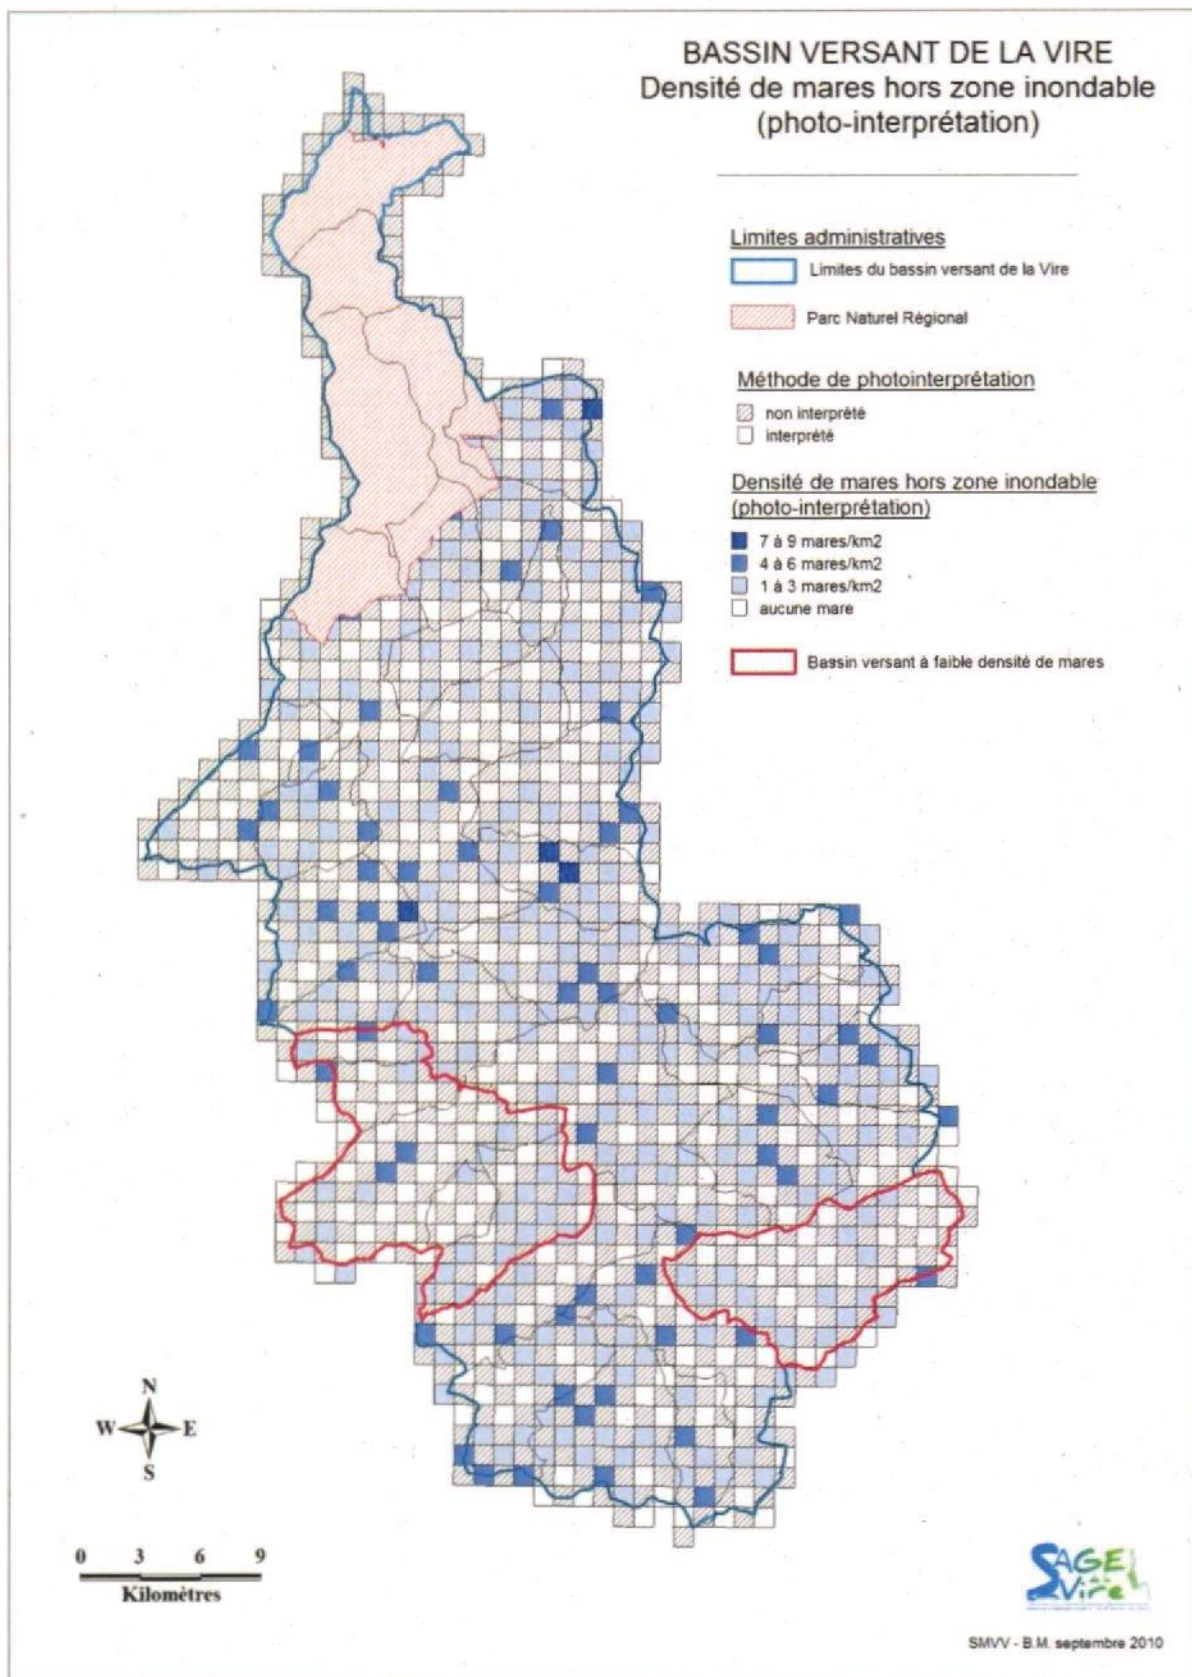 BASSIN VERSANT DE LA VIRE
Densité de mares hors zone inondable
(photo-interprétation)
Limites administratives
Limites du bassin versant de la Vire
Parc Naturel Régional
Méthode de photointerprétation
non interprété
interprété
Densité de mares hors zone inondable
(photo-interprétation)
7 à 9 mares/km2
4 à 6 mares/km2
1 à 3 mares/km2
aucune mare
Bassin versant à faible densité de mares
N
W E
S
0 3 6 9
Kilomètres
SAGE
Vire
SMVV - B.M. septembre 2010